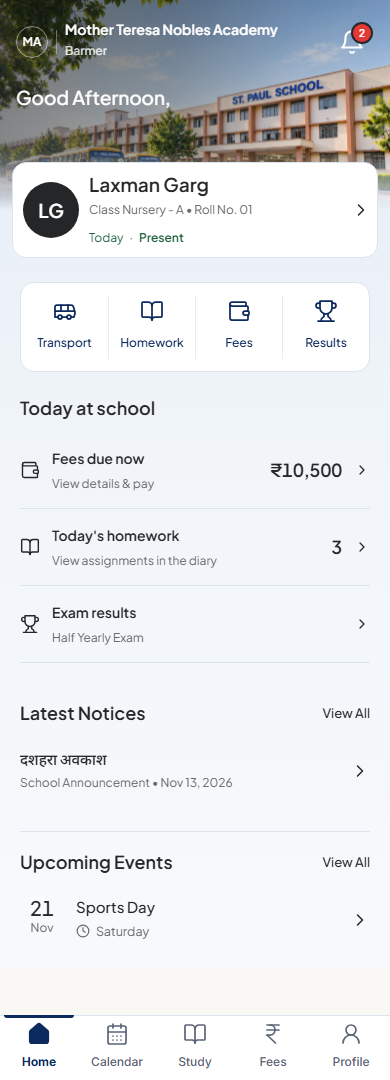 MA
Mother Teresa Nobles Academy
Barmer
2
Good Afternoon,
ST. PAUL SCHOOL
LG
Laxman Garg
Class Nursery - A • Roll No. 01
Today · Present
Transport
Homework
Fees
Results
Today at school
Fees due now
View details & pay
₹10,500
Today's homework
View assignments in the diary
3
Exam results
Half Yearly Exam
Latest Notices
View All
दशहरा अवकाश
School Announcement • Nov 13, 2026
Upcoming Events
View All
21
Nov
Sports Day
Saturday
Home
Calendar
Study
Fees
Profile